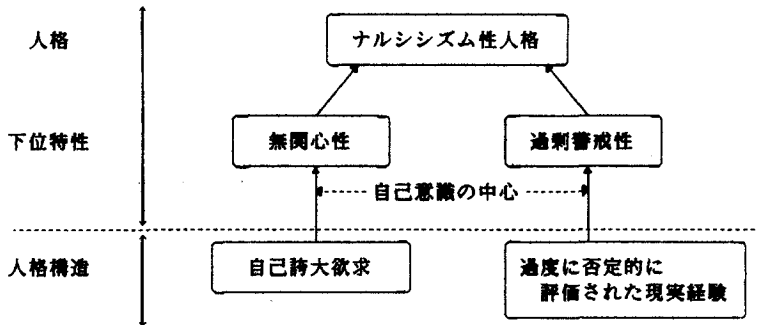 人格
ナルシシズム性人格
下位特性
無関心性
過剰警戒性
自己意識の中心
人格構造
自己誇大欲求
過度に否定的に
評価された現実経験